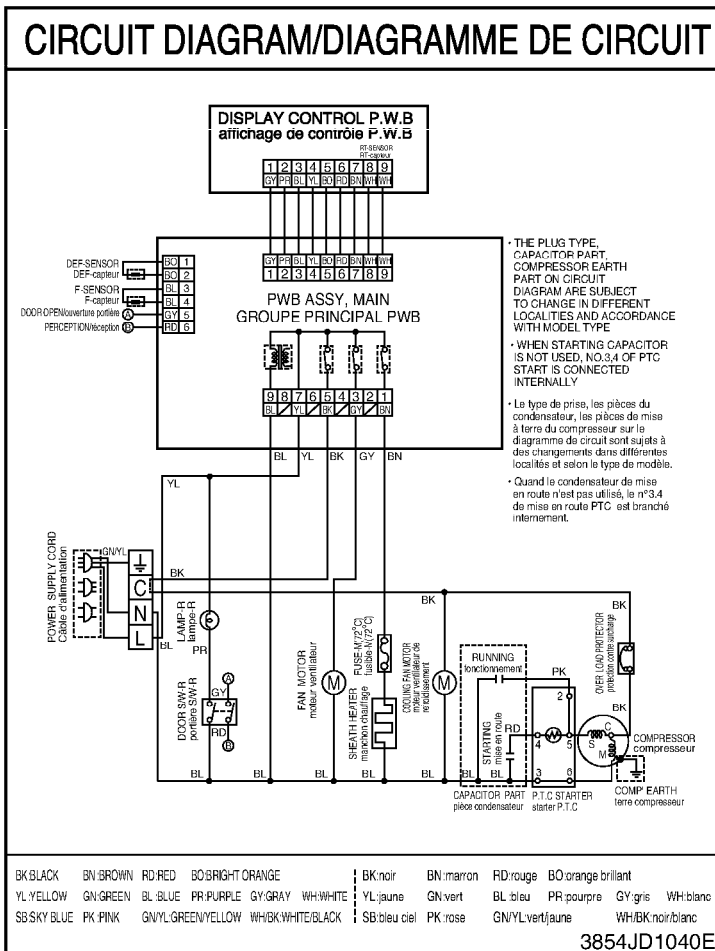 CIRCUIT DIAGRAM/DIAGRAMME DE CIRCUIT
DISPLAY CONTROL P.W.B
affichage de contrôle P.W.B
RT-SENSOR
RT-capteur
1 2 3 4 5 6 7 8 9
GY PR BL YL BO RD BN WH WH
GY PR BL YL BO RD BN WH WH
1 2 3 4 5 6 7 8 9
PWB ASSY, MAIN
GROUPE PRINCIPAL PWB
DEF-SENSOR
DEF-capteur
F-SENSOR
F-capteur
DOOR OPEN/ouverture portière A
PERCEPTION/réception B
BO 1
BO 2
BL 3
BL 4
GY 5
RD 6
9 8 7 6 5 4 3 2 1
BL YL BK GY BN
BL YL BK GY BN
• THE PLUG TYPE,
CAPACITOR PART,
COMPRESSOR EARTH
PART ON CIRCUIT
DIAGRAM ARE SUBJECT
TO CHANGE IN DIFFERENT
LOCALITIES AND ACCORDANCE
WITH MODEL TYPE
• WHEN STARTING CAPACITOR
IS NOT USED, NO.3,4 OF PTC
START IS CONNECTED
INTERNALLY
• Le type de prise, les pièces du
condensateur, les pièces de mise
à terre du compresseur sur le
diagramme de circuit sont sujets à
des changements dans différentes
localités et selon le type de modèle.
• Quand le condensateur de mise
en route n'est pas utilisé, le n°3.4
de mise en route PTC est branché
internement.
YL
POWER SUPPLY CORD
Câble d'alimentation
GN/YL
C
N
L
BK
BL
LAMP-R
lampe-R
PR
A
GY
RD
B
DOOR S/W-R
portière S/W-R
FAN MOTOR
moteur ventilateur
M
FUSE-M(72°C)
fusible-N(72°C)
SHEATH HEATER
manchon chauffage
COOLING FAN MOTOR
moteur ventilateur de
refroidissement
M
BK
RUNNING
fonctionnement
STARTING
mise en route
RD
PK
2
4 5
3 6
BK
OVER LOAD PROTECTOR
protection contre surcharge
BK
C
S
M
COMPRESSOR
compresseur
COMP' EARTH
terre compresseur
BL BL BL BL BL BL BL
CAPACITOR PART
pièce condensateur
P.T.C STARTER
starter P.T.C
BK:BLACK BN:BROWN RD:RED BO:BRIGHT ORANGE
YL:YELLOW GN:GREEN BL:BLUE PR:PURPLE GY:GRAY WH:WHITE
SB:SKY BLUE PK:PINK GN/YL:GREEN/YELLOW WH/BK:WHITE/BLACK
BK:noir BN:marron RD:rouge BO:orange brillant
YL:jaune GN:vert BL:bleu PR:pourpre GY:gris WH:blanc
SB:bleu ciel PK:rose GN/YL:vert/jaune WH/BK:noir/blanc
3854JD1040E